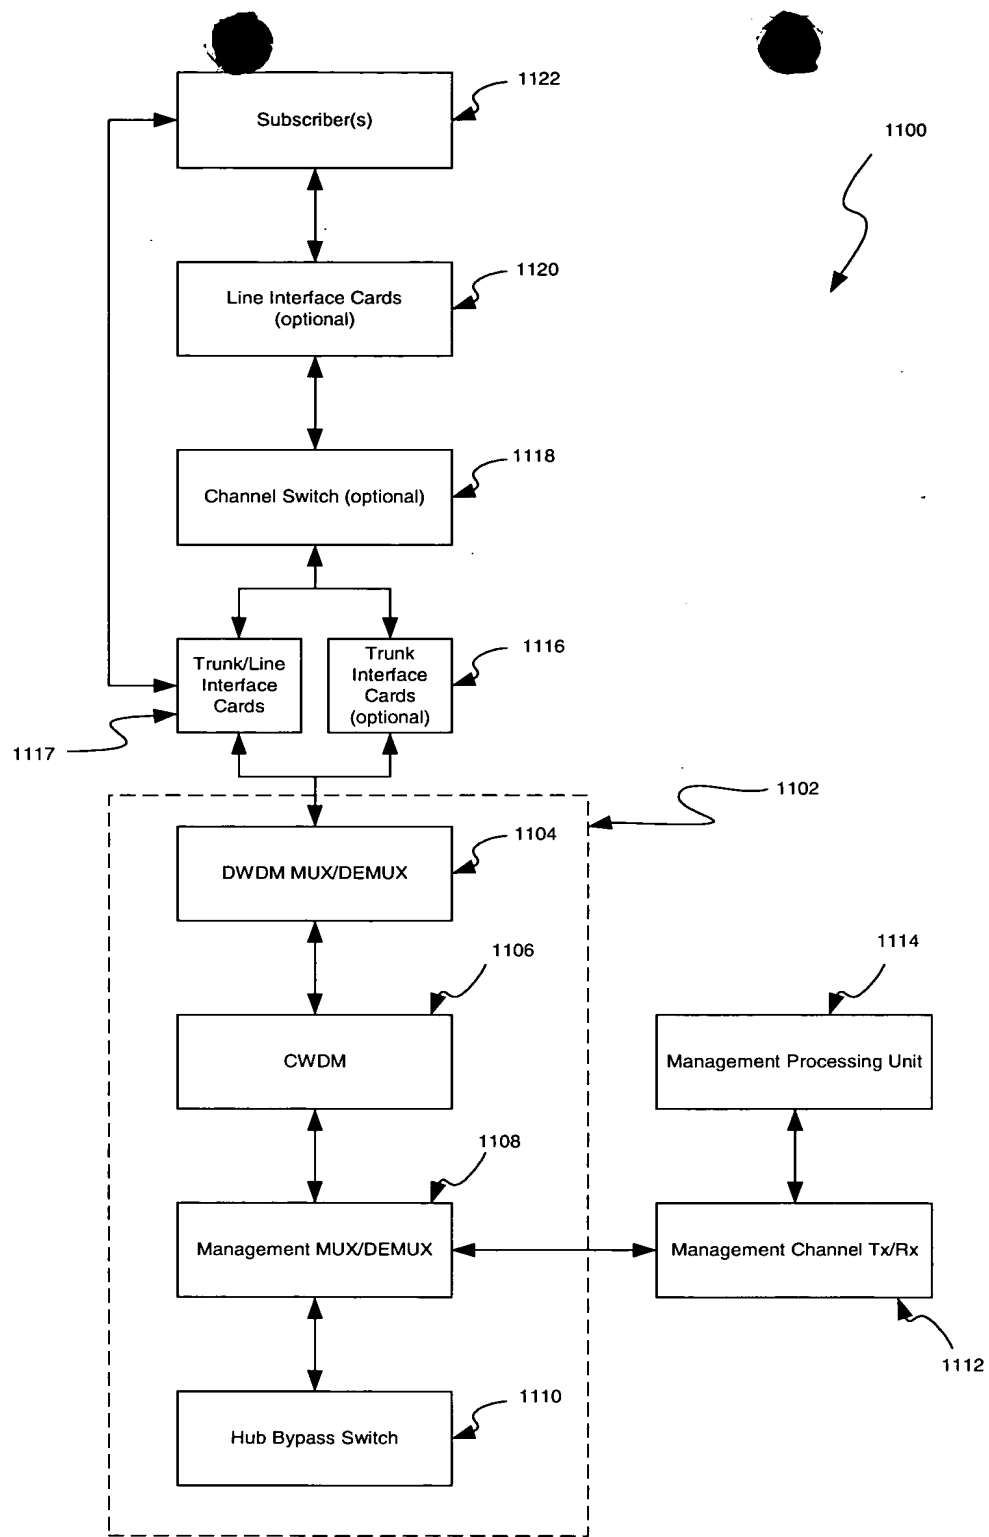 1122
Subscriber(s)
1100
1120
Line Interface Cards
(optional)
1118
Channel Switch (optional)
1116
Trunk/Line
Interface
Cards
Trunk
Interface
Cards
(optional)
1117
1102
1104
DWDM MUX/DEMUX
1114
1106
CWDM
Management Processing Unit
1108
Management MUX/DEMUX
Management Channel Tx/Rx
1112
1110
Hub Bypass Switch